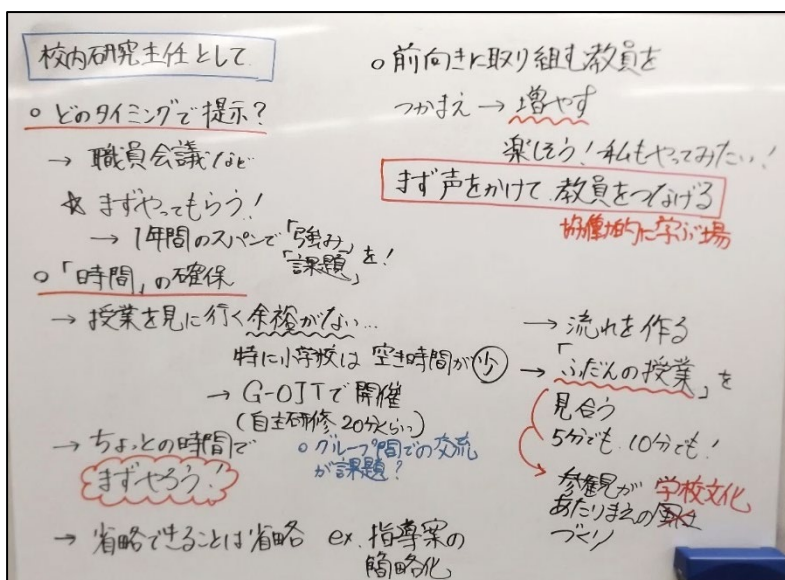 校内研究主任として
○ どのタイミングで提示?
→ 職員会議など
☆ まずやってもらう!
→ 1年間のスパンで「強み」
「課題」を!
○「時間」の確保
→ 授業を見に行く余裕がない…
特に小学校は 空き時間が少
→ G-OJTで開催
(自主研修 20分くらい)
→ ちょっとの時間で
まずやろう!
○ グループ間での交流
が課題?
→ 省略できることは省略 ex. 指導案の
簡略化
○ 前向きに取り組む教員を
つかまえ → 増やす
楽しそう!私もやってみたい!
まず声をかけて 教員をつなげる
協働的に学ぶ場
→ 流れを作る
→「ふだんの授業」を
見合う
5分でも、10分でも!
参観が 学校文化
あたりまえの
づくり